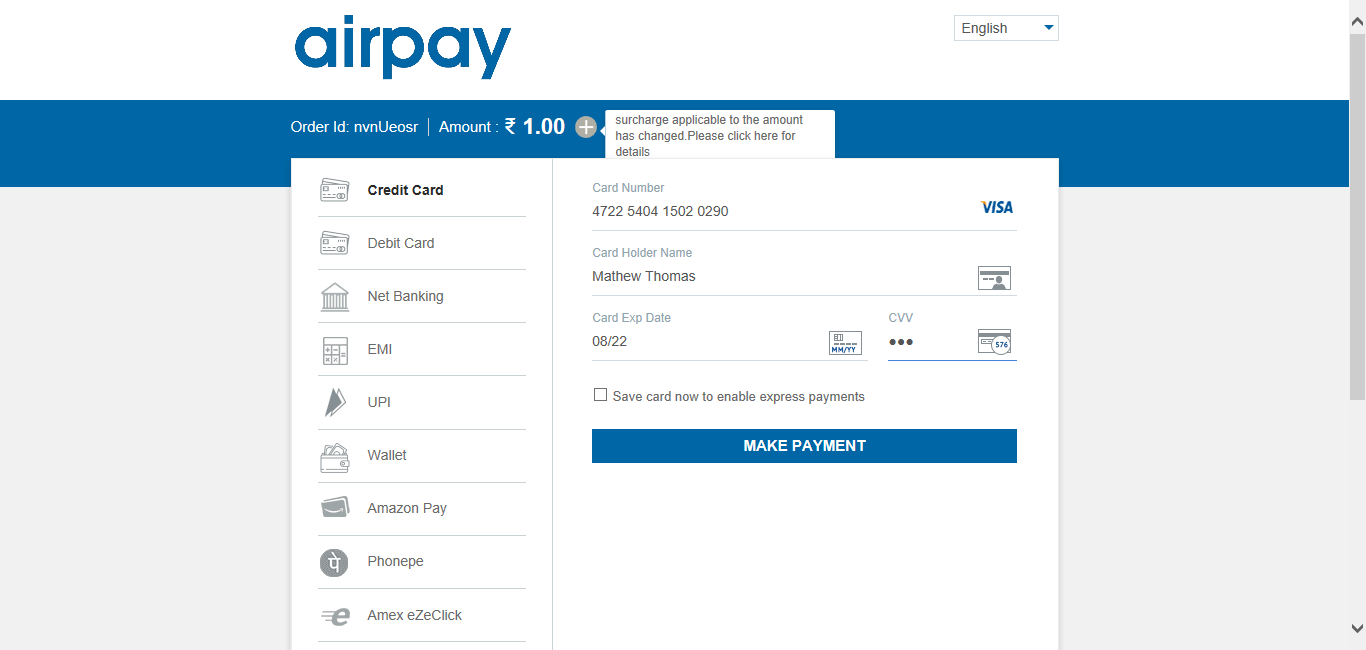 airpay
English
Order Id: nvnUeosr | Amount : ₹ 1.00
surcharge applicable to the amount
has changed.Please click here for
details
Credit Card
Debit Card
Net Banking
EMI
UPI
Wallet
Amazon Pay
Phonepe
Amex eZeClick
Card Number
4722 5404 1502 0290
VISA
Card Holder Name
Mathew Thomas
Card Exp Date
08/22
MM/YY
CVV
●●●
576
Save card now to enable express payments
MAKE PAYMENT